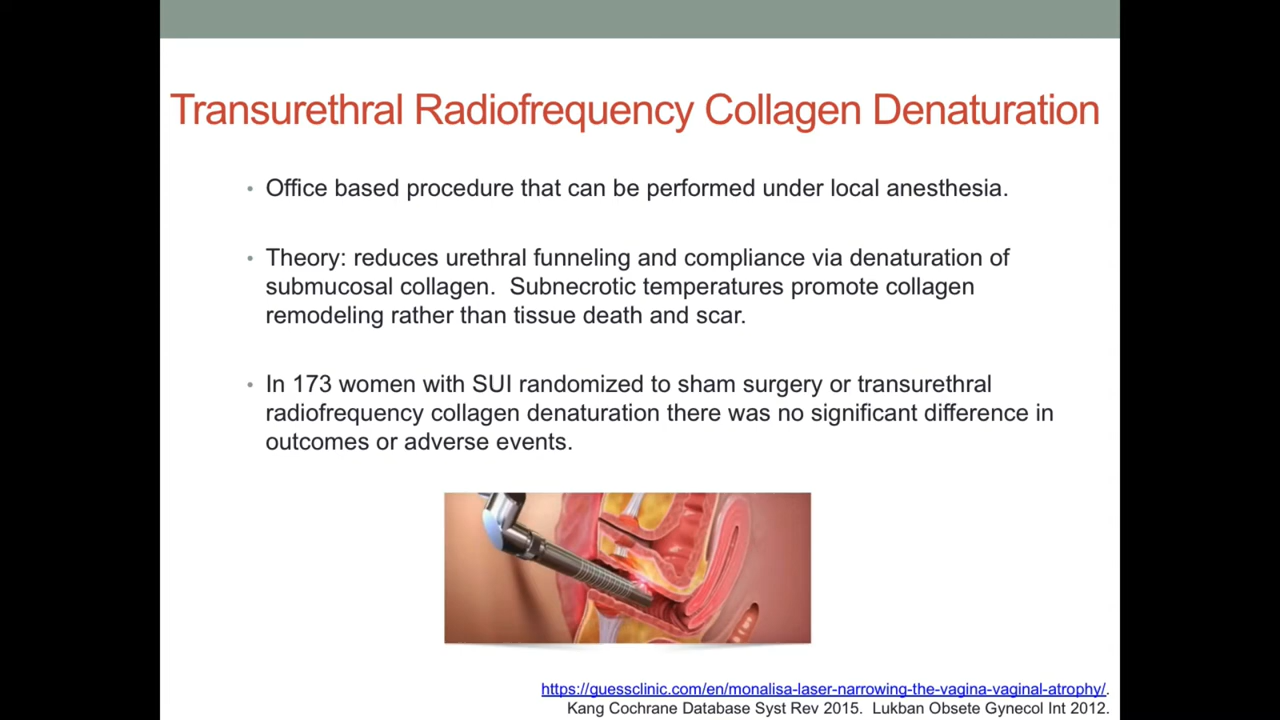 Transurethral Radiofrequency Collagen Denaturation
• Office based procedure that can be performed under local anesthesia.
• Theory: reduces urethral funneling and compliance via denaturation of
submucosal collagen.  Subnecrotic temperatures promote collagen
remodeling rather than tissue death and scar.
• In 173 women with SUI randomized to sham surgery or transurethral
radiofrequency collagen denaturation there was no significant difference in
outcomes or adverse events.
https://guessclinic.com/en/monalisa-laser-narrowing-the-vagina-vaginal-atrophy/.
Kang Cochrane Database Syst Rev 2015.  Lukban Obsete Gynecol Int 2012.